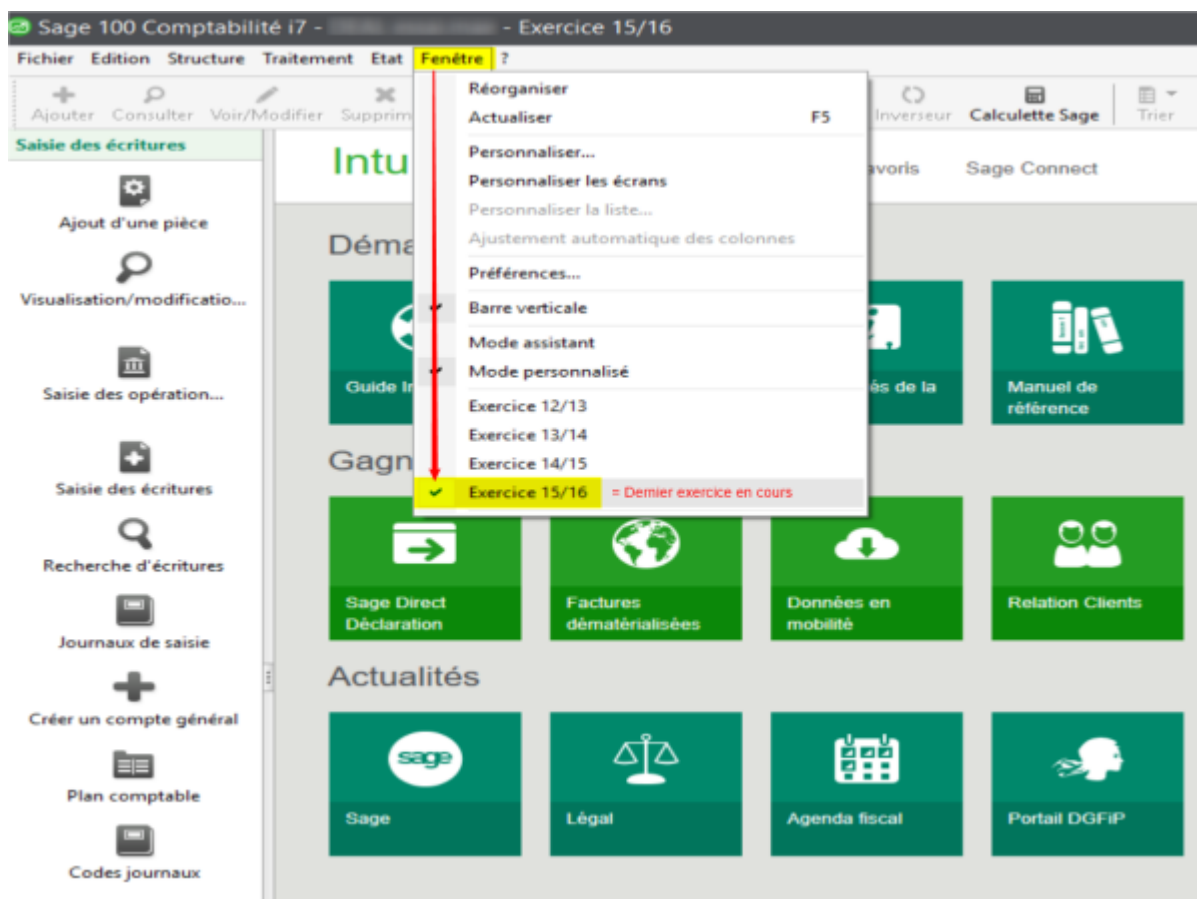 Sage 100 Comptabilité i7 - - Exercice 15/16
Fichier Edition Structure Traitement Etat Fenêtre ?
Ajouter Consulter Voir/Modifier Supprim Inverseur Calculette Sage Trier
Réorganiser
Actualiser F5
Personnaliser...
Personnaliser les écrans
Personnaliser la liste...
Ajustement automatique des colonnes
Préférences...
Barre verticale
Mode assistant
Mode personnalisé
Exercice 12/13
Exercice 13/14
Exercice 14/15
Exercice 15/16 = Dernier exercice en cours
Saisie des écritures
Ajout d'une pièce
Visualisation/modificatio...
Saisie des opération...
Saisie des écritures
Recherche d'écritures
Journaux de saisie
Créer un compte général
Plan comptable
Codes journaux
Intu avoris Sage Connect
Déma
Guide In
és de la
Manuel de
référence
Gagn
Sage Direct
Déclaration
Factures
dématérialisées
Données en
mobilité
Relation Clients
Actualités
sage
Sage
Légal
Agenda fiscal
Portail DGFiP